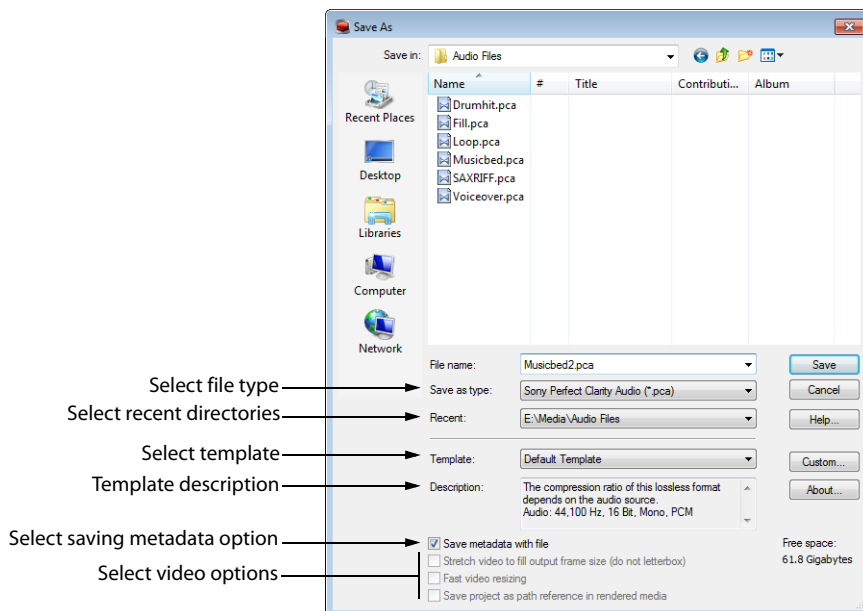 Save As
Save in:
Audio Files
Name
#
Title
Contributi...
Album
Recent Places
Desktop
Libraries
Computer
Network
Drumhit.pca
Fill.pca
Loop.pca
Musicbed.pca
SAXRIFF.pca
Voiceover.pca
File name:
Musicbed2.pca
Save
Select file type
Save as type:
Sony Perfect Clarity Audio (*.pca)
Cancel
Select recent directories
Recent:
E:\Media\Audio Files
Help...
Select template
Template:
Default Template
Custom...
Template description
Description:
The compression ratio of this lossless format
depends on the audio source.
Audio: 44,100 Hz, 16 Bit, Mono,
PCM
About...
Select saving metadata option
Save metadata with file
Free space:
61.8 Gigabytes
Select video options
Stretch video to fill output frame size (do not letterbox)
Fast video resizing
Save project as path reference in rendered media